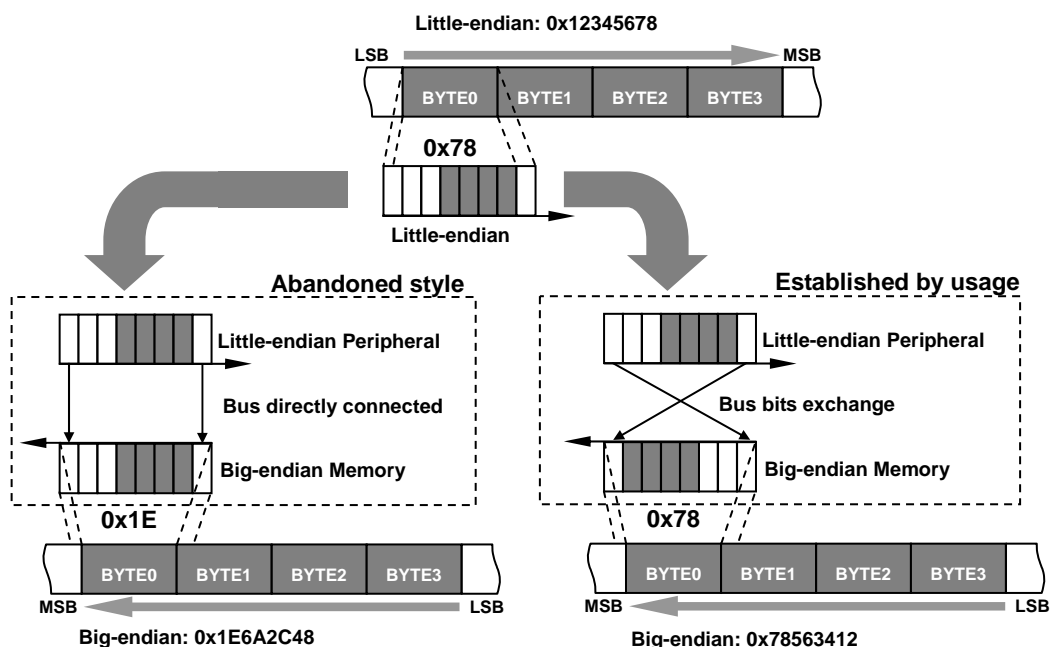 Little-endian: 0x12345678
LSB
MSB
BYTE0 BYTE1 BYTE2 BYTE3
0x78
Little-endian
Abandoned style
Little-endian Peripheral
Bus directly connected
Big-endian Memory
0x1E
BYTE0 BYTE1 BYTE2 BYTE3
MSB
LSB
Big-endian: 0x1E6A2C48
Established by usage
Little-endian Peripheral
Bus bits exchange
Big-endian Memory
0x78
BYTE0 BYTE1 BYTE2 BYTE3
MSB
LSB
Big-endian: 0x78563412